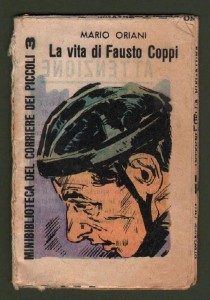 MARIO ORIANI
La vita di Fausto Coppi
MINIBIBLIOTECA DEL CORRIERE DEI PICCOLI 3